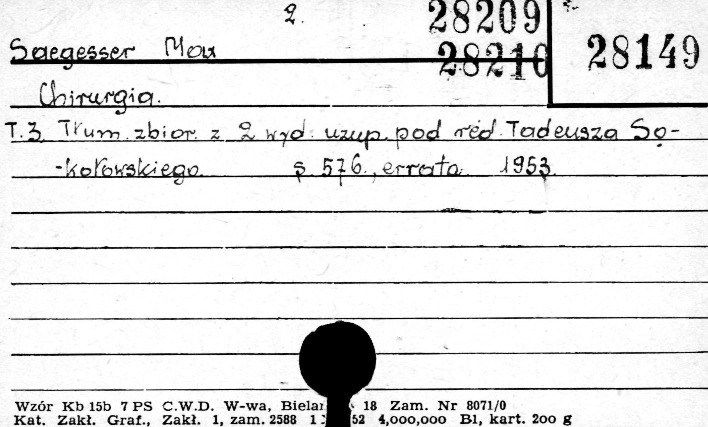 2.
28209
28210
28149
Saegesser Max
Chirurgia.
T.3. Tłum. zbior. z 2 wyd. uzup. pod red. Tadeusza So-
-kołowskiego. s. 576., errata 1953.
Wzór Kb 15b 7 PS C.W.D. W-wa, 18 Zam. Nr 8071/0
Kat. Zakł. Graf., Zakł. 1, zam. 2588 52 4,000,000 Bl, kart. 200 g